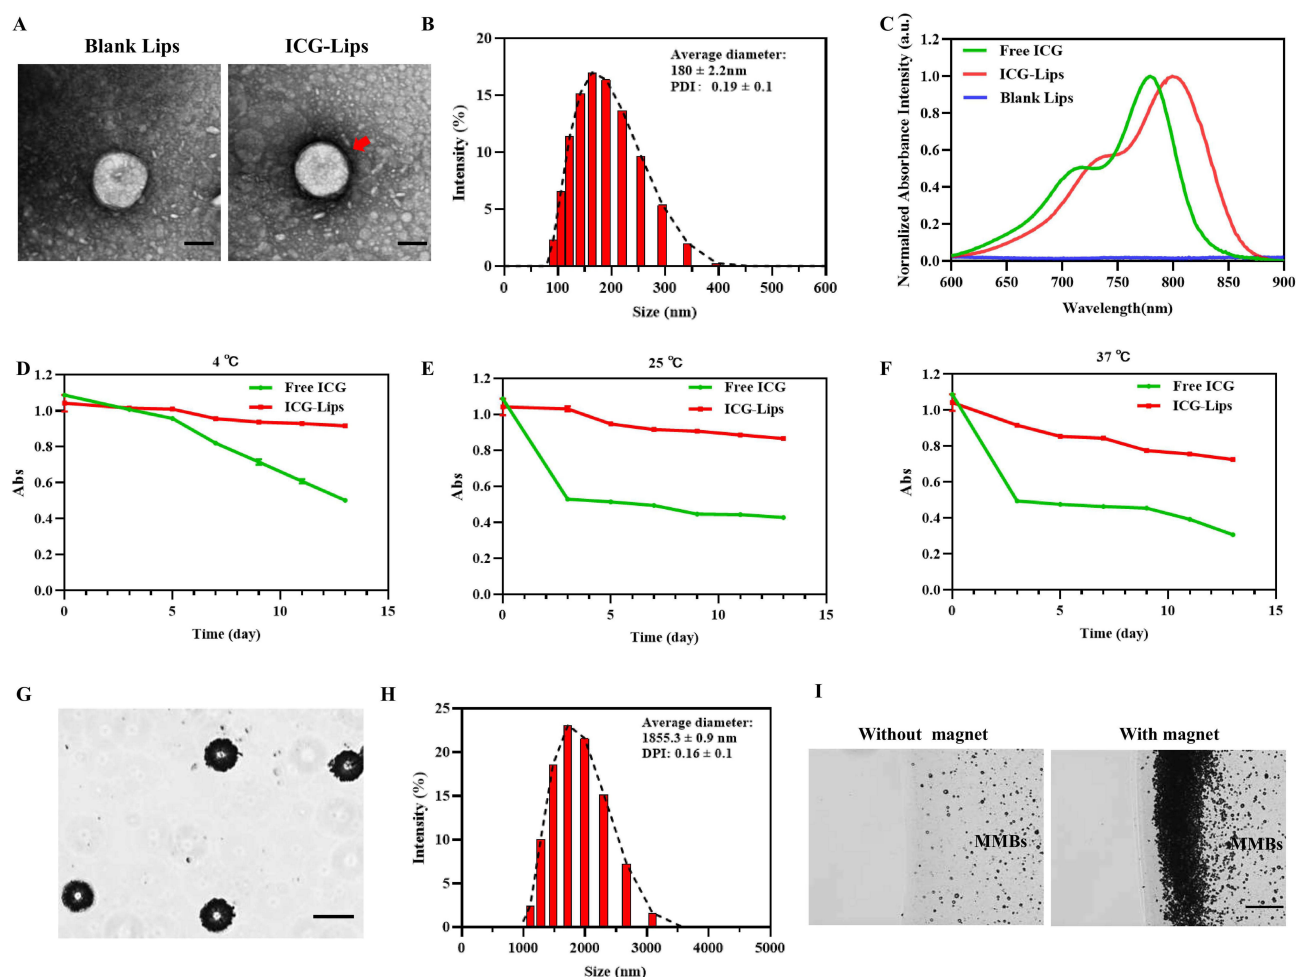 A
Blank Lips
ICG-Lips
B
20
15
10
5
0
0 100 200 300 400 500 600
Intensity (%)
Size (nm)
Average diameter:
180 ± 2.2nm
PDI: 0.19 ± 0.1
C
1.2
1.0
0.8
0.6
0.4
0.2
0.0
600 650 700 750 800 850 900
Normalized Absorbance Intensity (a.u.)
Wavelength(nm)
Free ICG
ICG-Lips
Blank Lips
D
4 ℃
1.2
1.0
0.8
0.6
0.4
0.2
0.0
0 5 10 15
Abs
Time (day)
Free ICG
ICG-Lips
E
25 ℃
1.2
1.0
0.8
0.6
0.4
0.2
0.0
0 5 10 15
Abs
Time (day)
Free ICG
ICG-Lips
F
37 ℃
1.2
1.0
0.8
0.6
0.4
0.2
0.0
0 5 10 15
Abs
Time (day)
Free ICG
ICG-Lips
G
H
25
20
15
10
5
0
0 1000 2000 3000 4000 5000
Intensity (%)
Size (nm)
Average diameter:
1855.3 ± 0.9 nm
DPI: 0.16 ± 0.1
I
Without magnet
With magnet
MMBs
MMBs